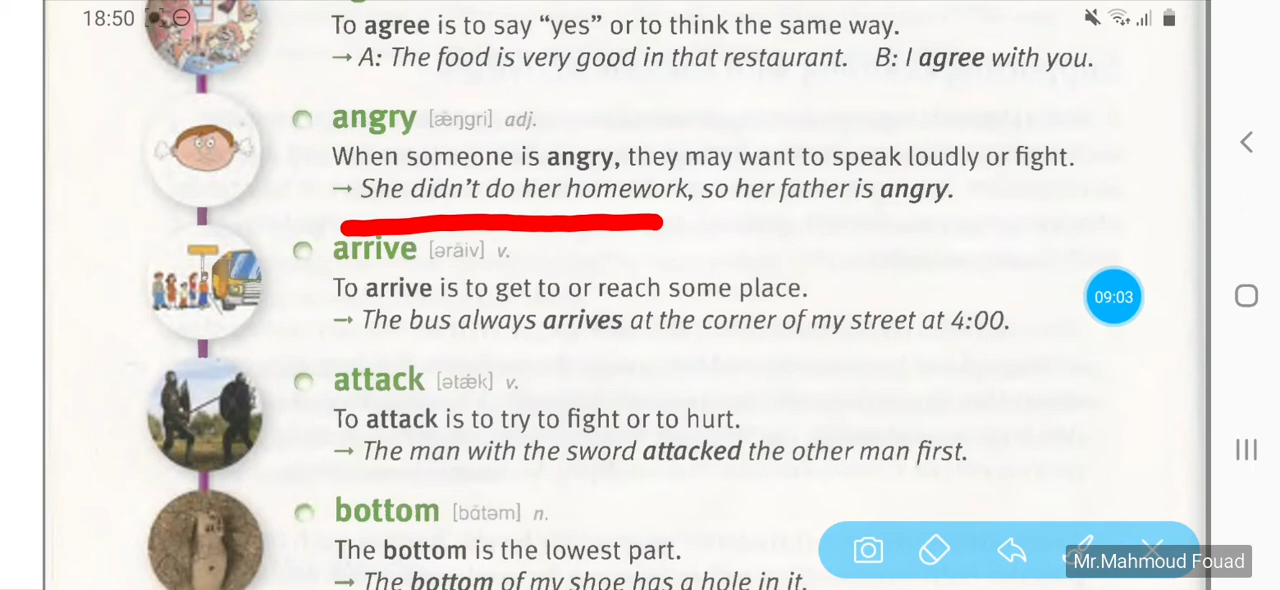 18:50
To agree is to say “yes” or to think the same way.
→ A: The food is very good in that restaurant. B: I agree with you.
angry [ǽŋgri] adj.
When someone is angry, they may want to speak loudly or fight.
→ She didn’t do her homework, so her father is angry.
arrive [əráiv] v.
To arrive is to get to or reach some place.
→ The bus always arrives at the corner of my street at 4:00.
09:03
attack [ətǽk] v.
To attack is to try to fight or to hurt.
→ The man with the sword attacked the other man first.
bottom [bátəm] n.
The bottom is the lowest part.
→ The bottom of my shoe has a hole in it.
Mr.Mahmoud Fouad